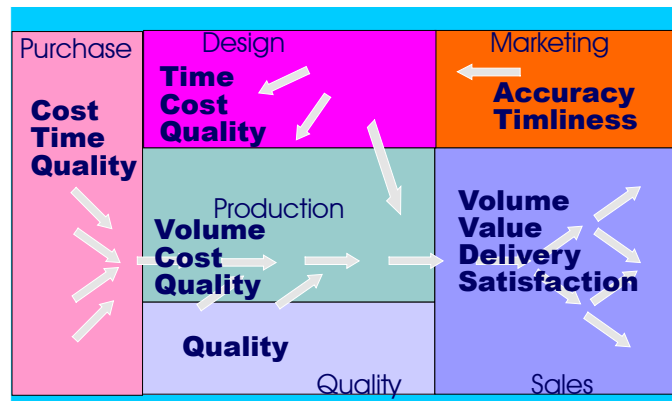 Purchase
Cost
Time
Quality
Design
Time
Cost
Quality
Marketing
Accuracy
Timliness
Production
Volume
Cost
Quality
Quality
Quality
Volume
Value
Delivery
Satisfaction
Sales